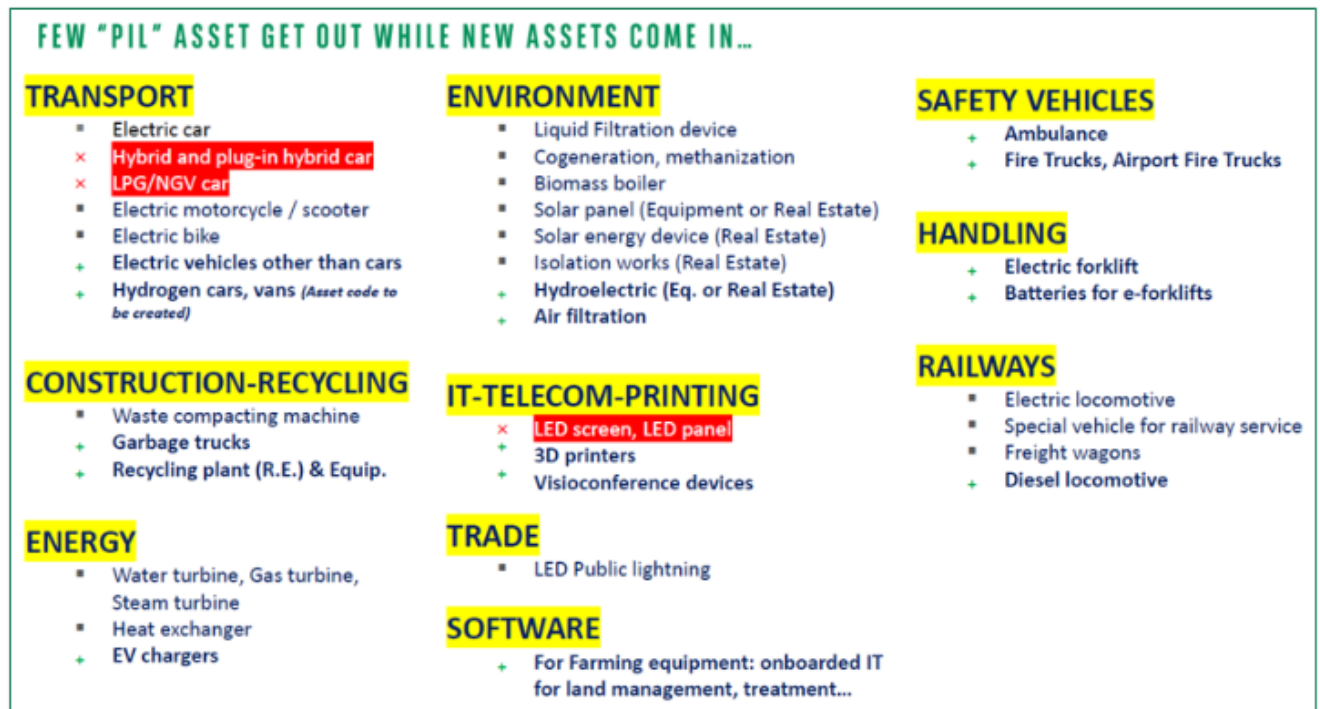 FEW “PIL” ASSET GET OUT WHILE NEW ASSETS COME IN…
TRANSPORT
▪ Electric car
× Hybrid and plug-in hybrid car
× LPG/NGV car
▪ Electric motorcycle / scooter
▪ Electric bike
+ Electric vehicles other than cars
+ Hydrogen cars, vans (Asset code to
be created)
CONSTRUCTION-RECYCLING
▪ Waste compacting machine
+ Garbage trucks
+ Recycling plant (R.E.) & Equip.
ENERGY
▪ Water turbine, Gas turbine,
Steam turbine
▪ Heat exchanger
+ EV chargers
ENVIRONMENT
▪ Liquid Filtration device
▪ Cogeneration, methanization
▪ Biomass boiler
▪ Solar panel (Equipment or Real Estate)
▪ Solar energy device (Real Estate)
▪ Isolation works (Real Estate)
+ Hydroelectric (Eq. or Real Estate)
+ Air filtration
IT-TELECOM-PRINTING
× LED screen, LED panel
+ 3D printers
+ Visioconference devices
TRADE
▪ LED Public lightning
SOFTWARE
+ For Farming equipment: onboarded IT
for land management, treatment…
SAFETY VEHICLES
+ Ambulance
+ Fire Trucks, Airport Fire Trucks
HANDLING
+ Electric forklift
+ Batteries for e-forklifts
RAILWAYS
▪ Electric locomotive
▪ Special vehicle for railway service
▪ Freight wagons
+ Diesel locomotive